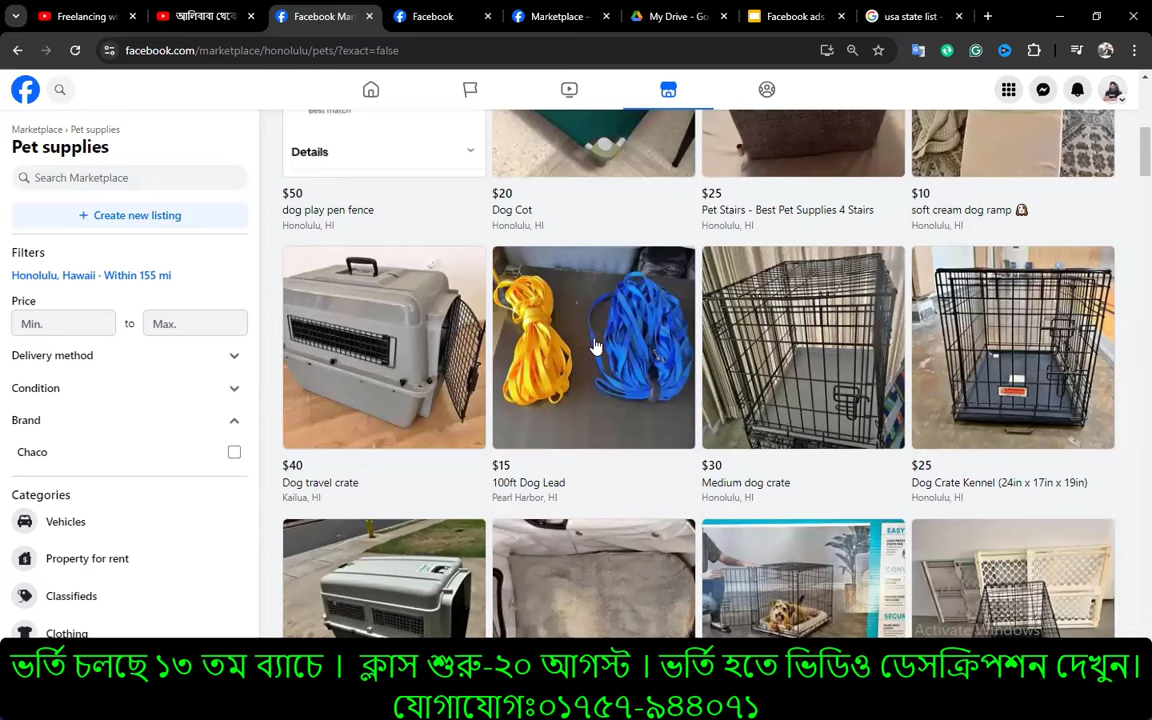 Freelancing w
আলিবাবা থেকে
Facebook Mar
Facebook
Marketplace –
My Drive - Go
Facebook ads
usa state list -
facebook.com/marketplace/honolulu/pets/?exact=false
Marketplace › Pet supplies
Pet supplies
Search Marketplace
+ Create new listing
Filters
Honolulu, Hawaii · Within 155 mi
Price
Min. to Max.
Delivery method
Condition
Brand
Chaco
Categories
Vehicles
Property for rent
Classifieds
Clothing
Best match
Details
$50
dog play pen fence
Honolulu, HI
$20
Dog Cot
Honolulu, HI
$25
Pet Stairs - Best Pet Supplies 4 Stairs
Honolulu, HI
$10
soft cream dog ramp 🐶
Honolulu, HI
$40
Dog travel crate
Kailua, HI
$15
100ft Dog Lead
Pearl Harbor, HI
$30
Medium dog crate
Honolulu, HI
$25
Dog Crate Kennel (24in x 17in x 19in)
Honolulu, HI
Activate Windows
ভর্তি চলছে ১৩ তম ব্যাচে । ক্লাস শুরু-২০ আগস্ট । ভর্তি হতে ভিডিও ডেসক্রিপশন দেখুন।
যোগাযোগঃ০১৭৫৭-৯৪৪০৭১